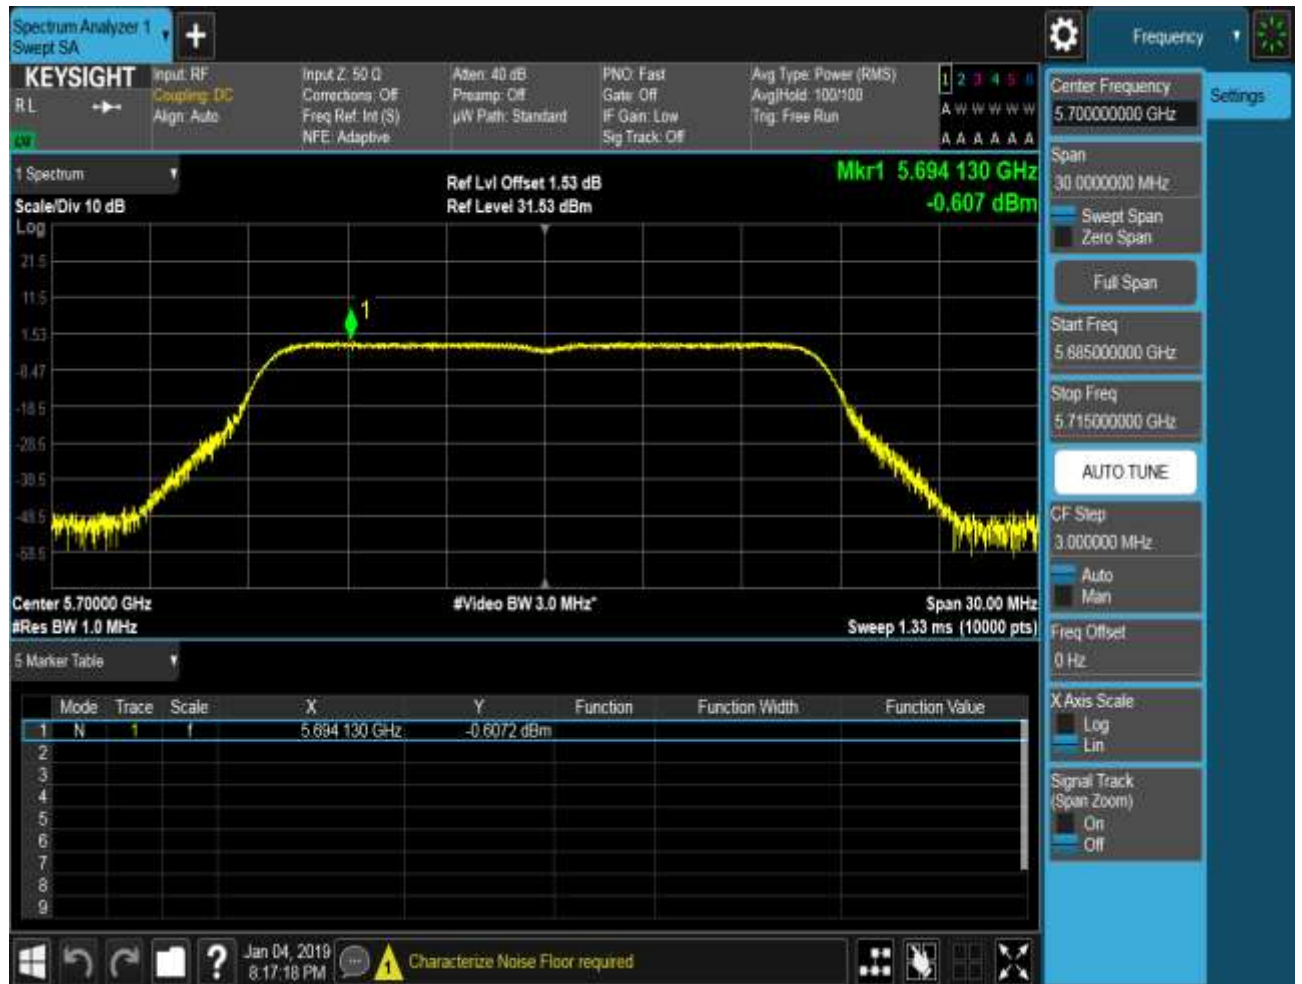 Spectrum Analyzer 1
Swept SA
Frequency
KEYSIGHT
Input: RF
Input Z: 50 Ω
Atten: 40 dB
PNO: Fast
Avg Type: Power (RMS)
1 2 3 4 5 6
R L
Coupling: DC
Corrections: Off
Preamp: Off
Gate: Off
Avg|Hold: 100/100
A W W W W W
Align: Auto
Freq Ref: Int (S)
µW Path: Standard
IF Gain: Low
Trig: Free Run
NFE: Adaptive
Sig Track: Off
A A A A A A
1 Spectrum
Ref Lvl Offset 1.53 dB
Mkr1 5.694 130 GHz
Scale/Div 10 dB
Ref Level 31.53 dBm
-0.607 dBm
Log
21.5
11.5
1
1.53
-8.47
-18.5
-28.5
-38.5
-48.5
-58.5
Center 5.70000 GHz
#Video BW 3.0 MHz*
Span 30.00 MHz
#Res BW 1.0 MHz
Sweep 1.33 ms (10000 pts)
5 Marker Table
Mode Trace Scale X Y Function Function Width Function Value
1 N 1 f 5.694 130 GHz -0.6072 dBm
2
3
4
5
6
7
8
9
Jan 04, 2019
8:17:18 PM
Characterize Noise Floor required
Center Frequency
5.700000000 GHz
Settings
Span
30.0000000 MHz
Swept Span
Zero Span
Full Span
Start Freq
5.685000000 GHz
Stop Freq
5.715000000 GHz
AUTO TUNE
CF Step
3.000000 MHz
Auto
Man
Freq Offset
0 Hz
X Axis Scale
Log
Lin
Signal Track
(Span Zoom)
On
Off